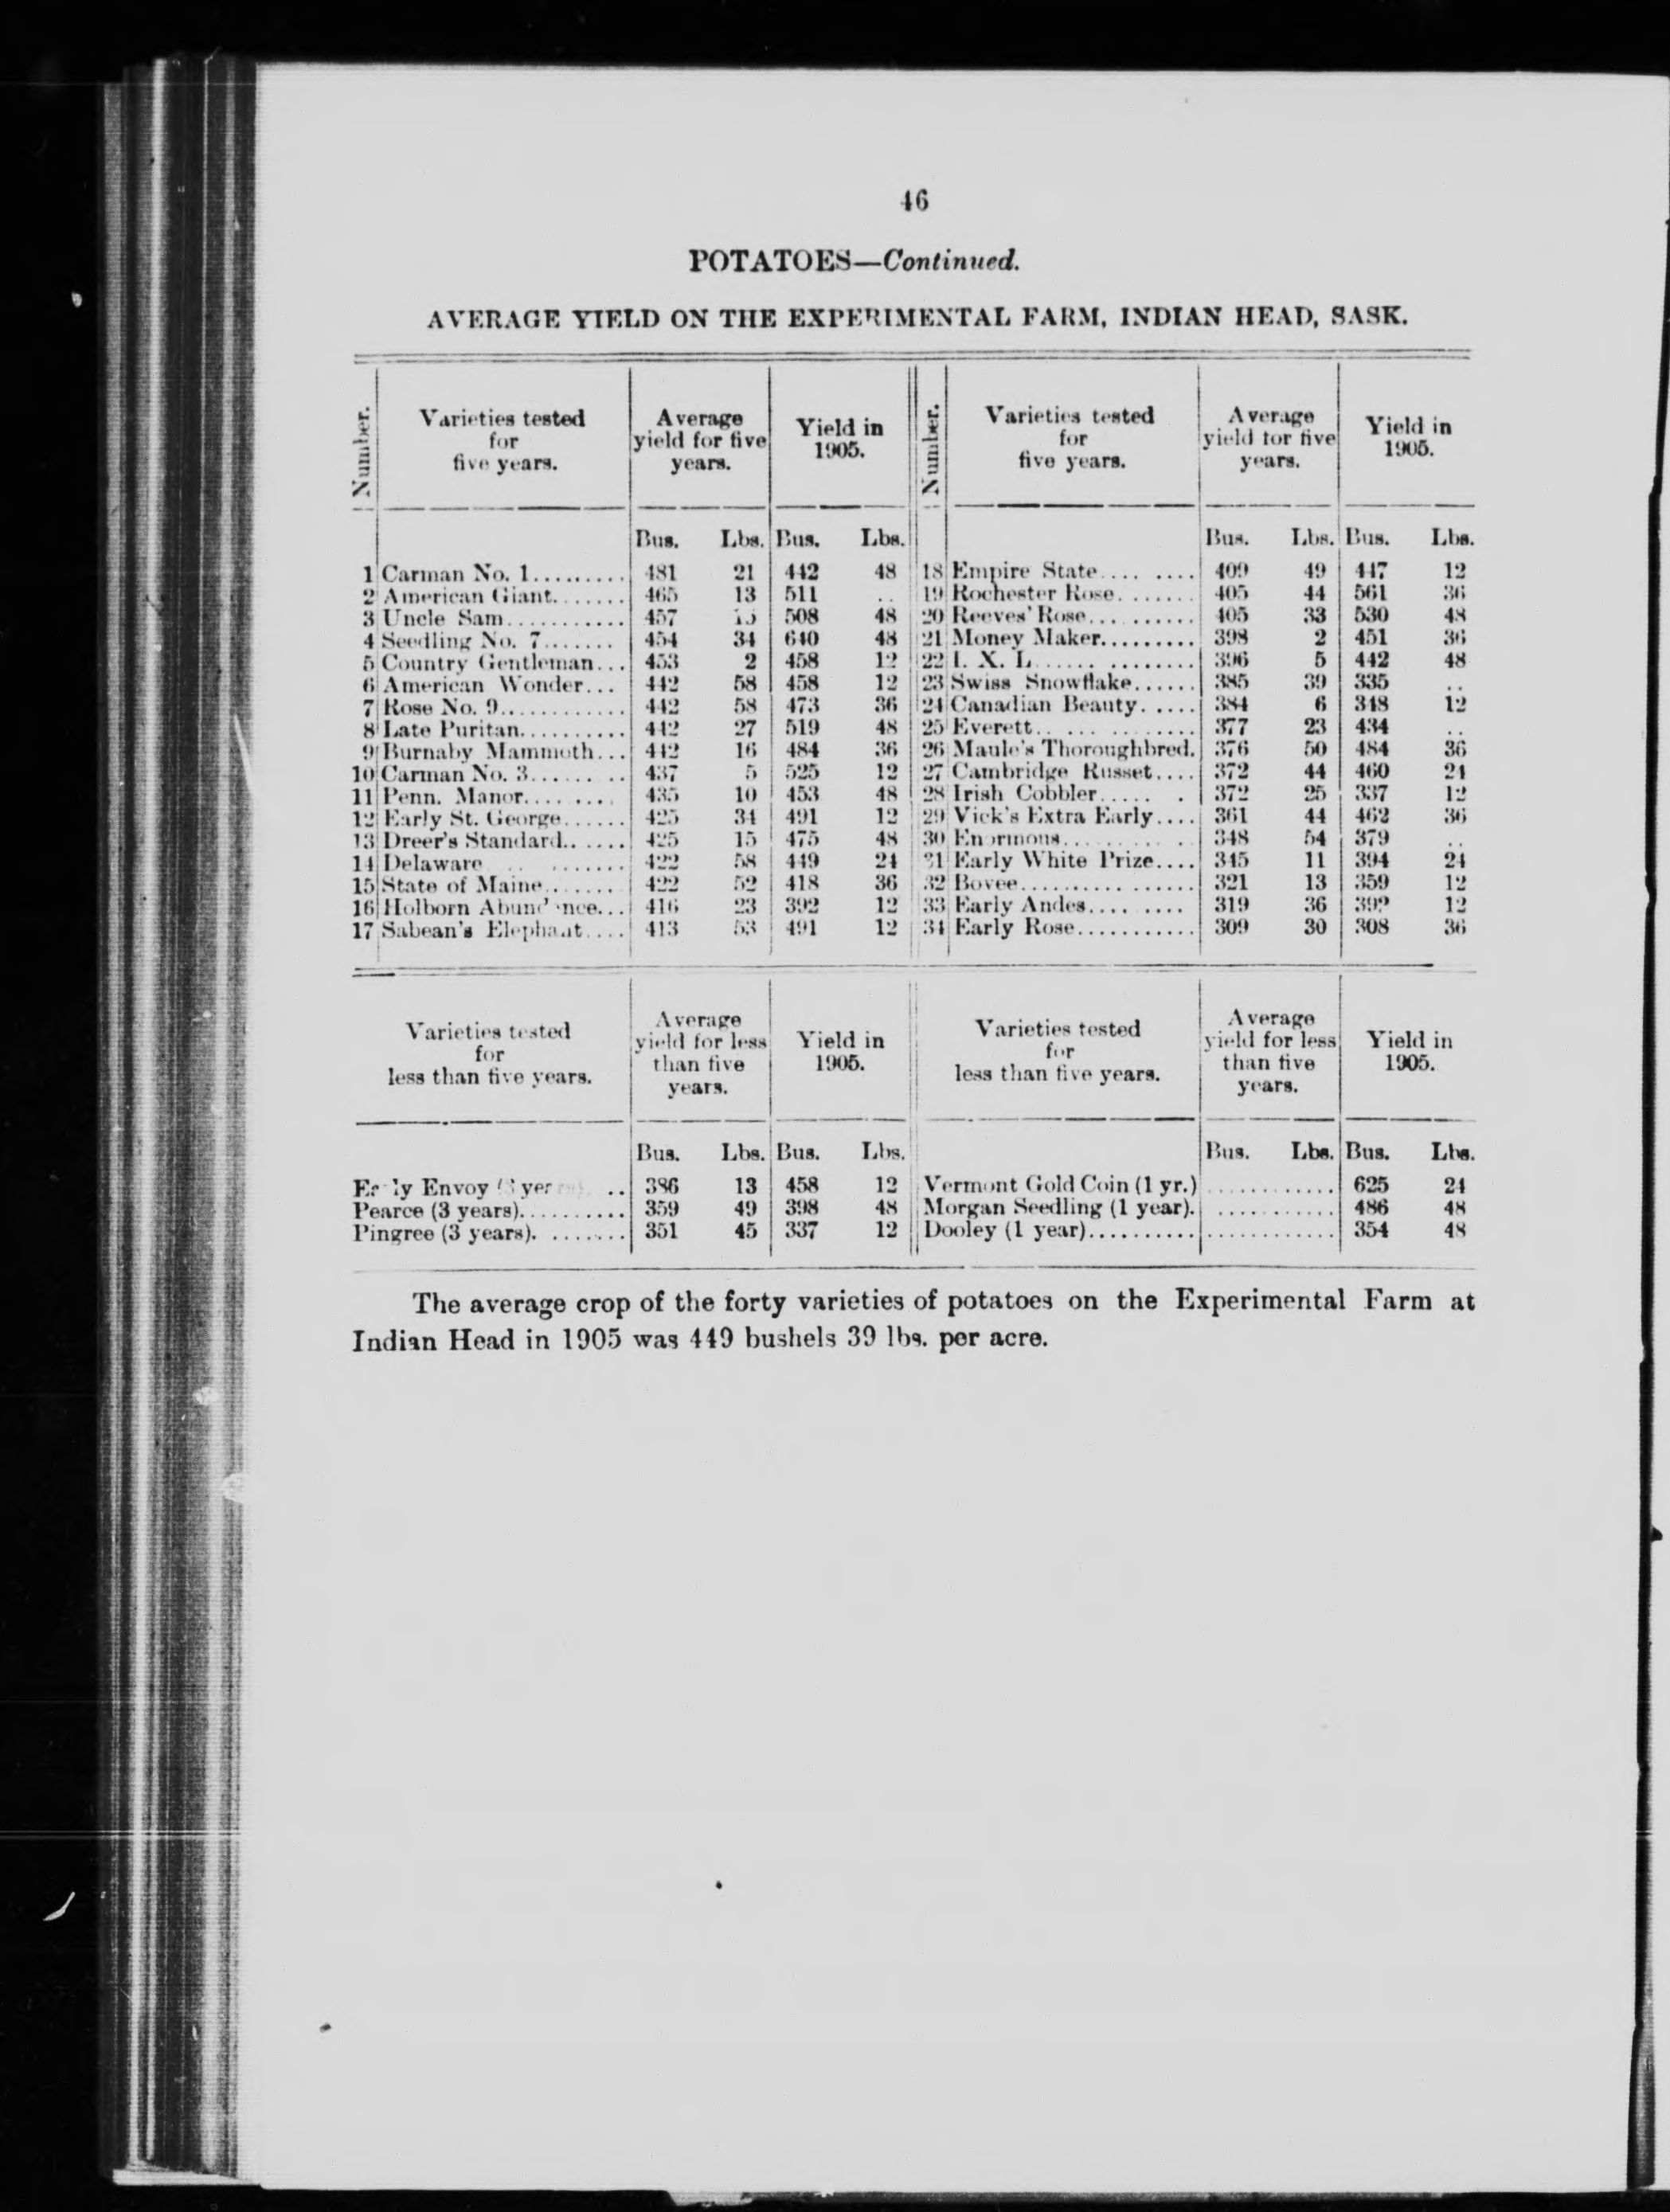 46
POTATOES—Continued.
AVERAGE YIELD ON THE EXPERIMENTAL FARM, INDIAN HEAD, SASK.
Number. Varieties tested for five years. Average yield for five years. Yield in 1905. Number. Varieties tested for five years. Average yield for five years. Yield in 1905.
Bus. Lbs. Bus. Lbs. Bus. Lbs. Bus. Lbs.
1 Carman No. 1......... 481 21 442 48 18 Empire State.... .... 409 49 447 12
2 American Giant....... 465 13 511 .. 19 Rochester Rose....... 405 44 561 36
3 Uncle Sam........... 457 508 48 20 Reeves' Rose.......... 405 33 530 48
4 Seedling No. 7....... 454 34 640 48 21 Money Maker......... 398 2 451 36
5 Country Gentleman... 453 2 458 12 22 I. X. L...... ........ 396 5 442 48
6 American Wonder... 442 58 458 12 23 Swiss Snowflake...... 385 39 335 ..
7 Rose No. 9............ 442 58 473 36 24 Canadian Beauty. .... 384 6 348 12
8 Late Puritan.......... 442 27 519 48 25 Everett.. ............ 377 23 434 ..
9 Burnaby Mammoth... 442 16 484 36 26 Maule's Thoroughbred. 376 50 484 36
10 Carman No. 3........ 437 5 525 12 27 Cambridge Russet.... 372 44 460 24
11 Penn. Manor........ 435 10 453 48 28 Irish Cobbler..... . 372 25 337 12
12 Early St. George...... 425 34 491 12 29 Vick's Extra Early.... 361 44 462 36
13 Dreer's Standard.. .... 425 15 475 48 30 Enormous........... 348 54 379 ..
14 Delaware. .. ....... 422 58 449 24 31 Early White Prize.... 345 11 394 24
15 State of Maine....... 422 52 418 36 32 Bovee................ 321 13 359 12
16 Holborn Abundance... 416 23 392 12 33 Early Andes......... 319 36 392 12
17 Sabean's Elephant.... 413 53 491 12 34 Early Rose........... 309 30 308 36
Varieties tested for less than five years. Average yield for less than five years. Yield in 1905. Varieties tested for less than five years. Average yield for less than five years. Yield in 1905.
Bus. Lbs. Bus. Lbs. Bus. Lbs. Bus. Lbs.
Early Envoy .. 386 13 458 12 Vermont Gold Coin (1 yr.) ............ 625 24
Pearce (3 years).......... 359 49 398 48 Morgan Seedling (1 year). ........... 486 48
Pingree (3 years). ....... 351 45 337 12 Dooley (1 year)..................... 354 48
The average crop of the forty varieties of potatoes on the Experimental Farm at
Indian Head in 1905 was 449 bushels 39 lbs. per acre.